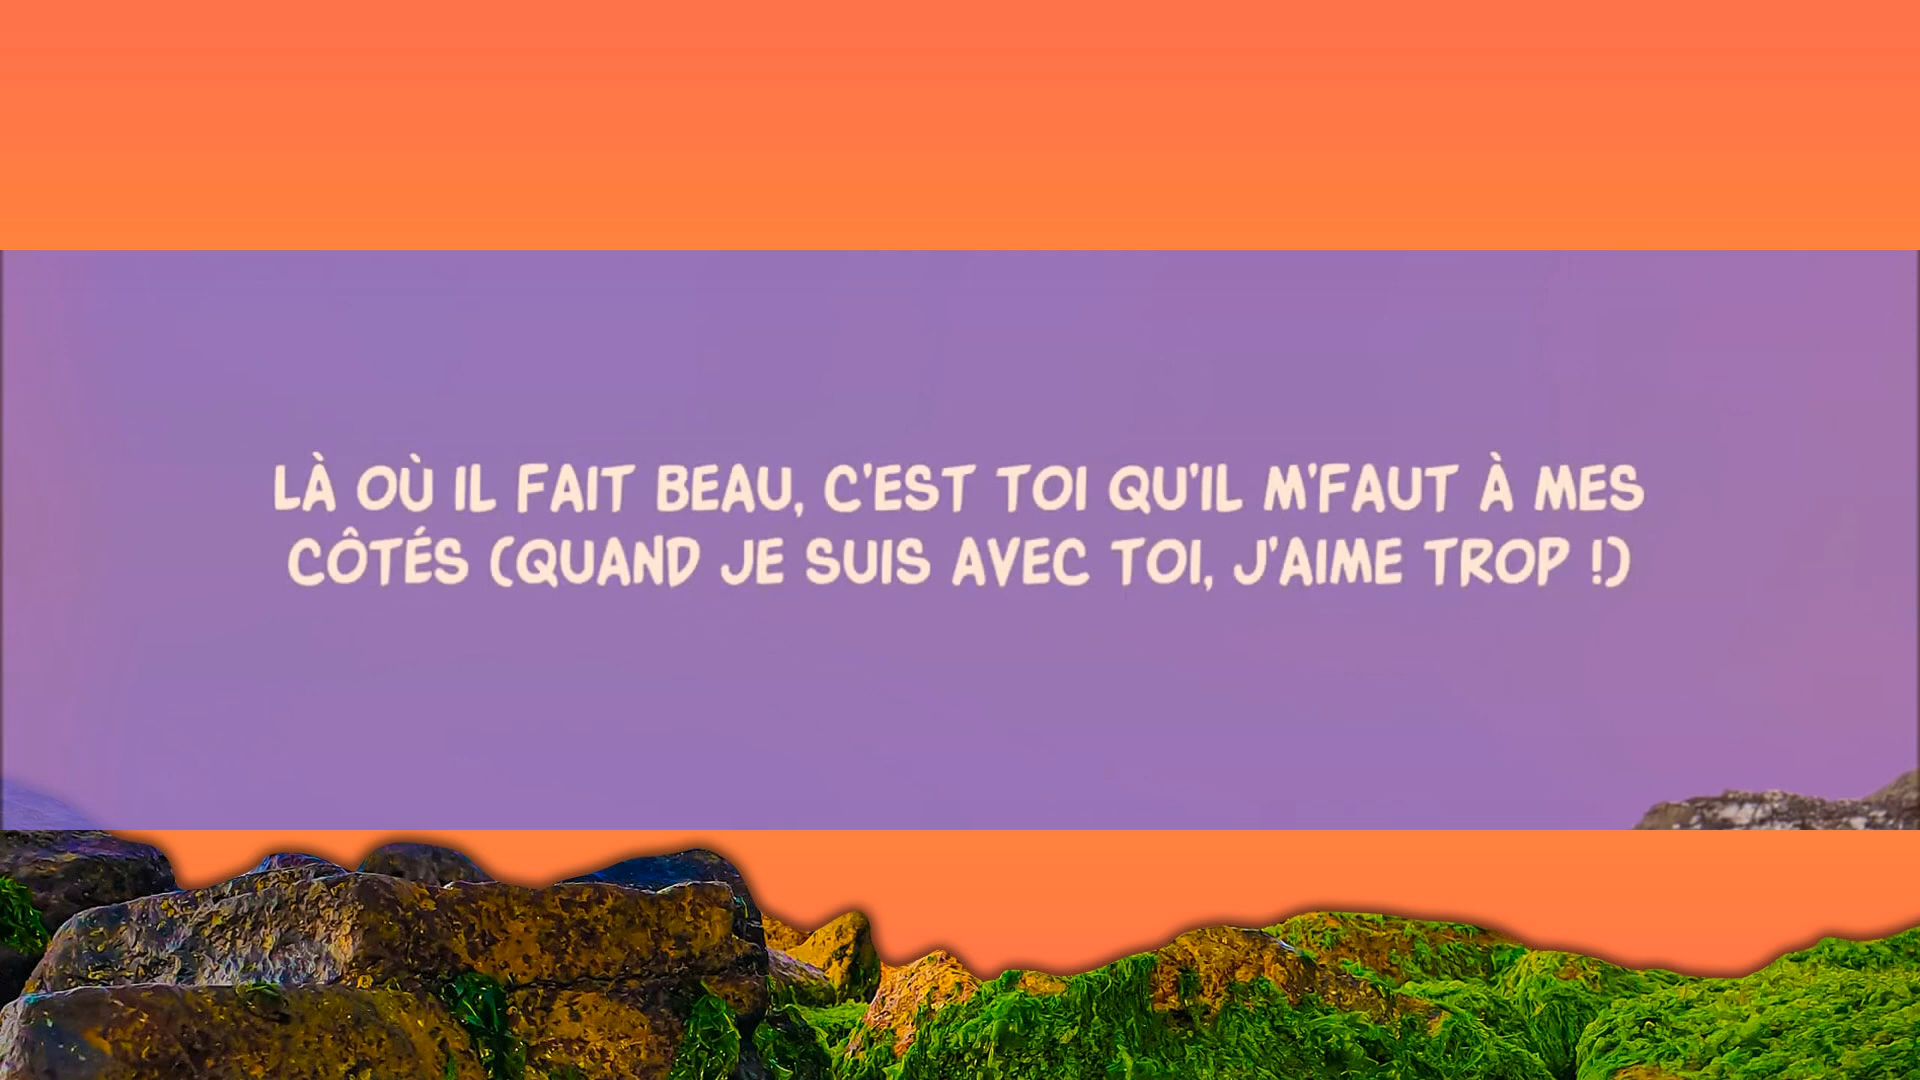 LÀ OÙ IL FAIT BEAU, C'EST TOI QU'IL M'FAUT À MES
CÔTÉS (QUAND JE SUIS AVEC TOI, J'AIME TROP !)